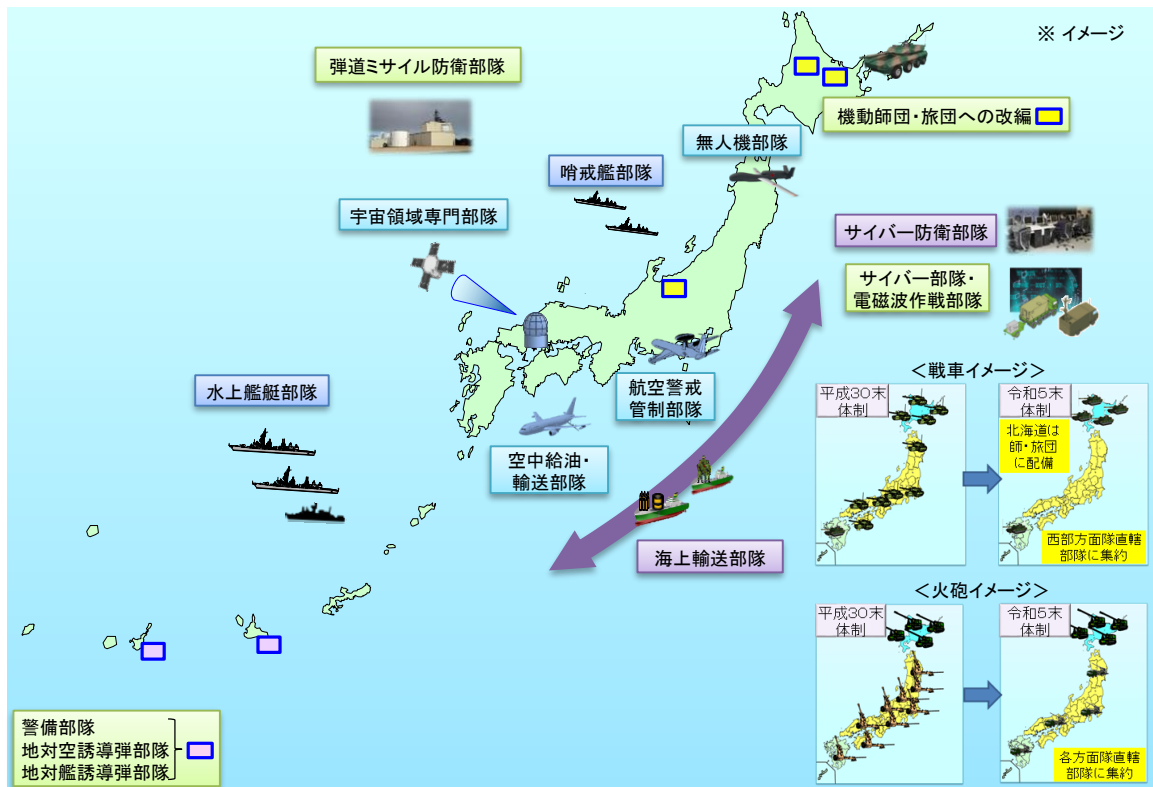 ※ イメージ
弾道ミサイル防衛部隊
機動師団・旅団への改編
無人機部隊
哨戒艦部隊
宇宙領域専門部隊
サイバー防衛部隊
サイバー部隊・
電磁波作戦部隊
水上艦艇部隊
航空警戒
管制部隊
空中給油・
輸送部隊
海上輸送部隊
＜戦車イメージ＞
平成30末
体制
令和5末
体制
北海道は
師・旅団
に配備
西部方面隊直轄
部隊に集約
＜火砲イメージ＞
平成30末
体制
令和5末
体制
各方面隊直轄
部隊に集約
警備部隊
地対空誘導弾部隊
地対艦誘導弾部隊